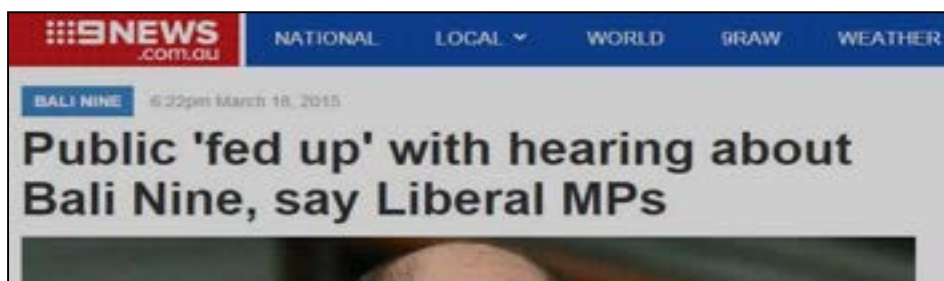 9NEWS
.com.au
NATIONAL LOCAL WORLD 9RAW WEATHER
BALI NINE 6:22pm March 16, 2015
Public 'fed up' with hearing about
Bali Nine, say Liberal MPs